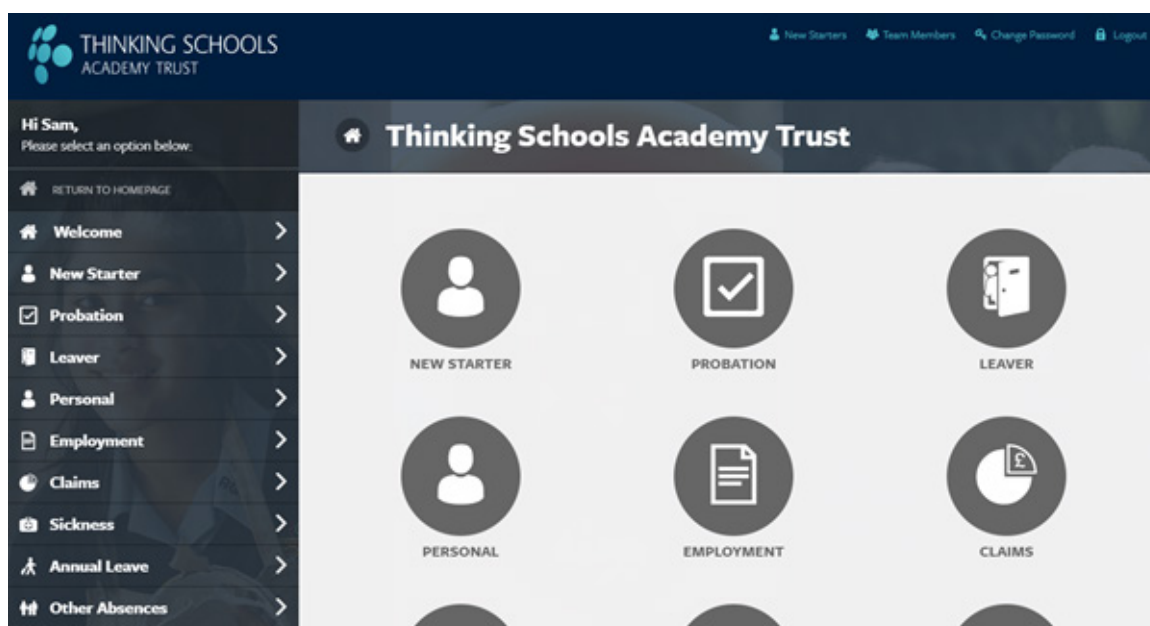 THINKING SCHOOLS
ACADEMY TRUST
New Starters Team Members Change Password Logout
Hi Sam,
Please select an option below:
Thinking Schools Academy Trust
RETURN TO HOMEPAGE
Welcome
New Starter
Probation
Leaver
Personal
Employment
Claims
Sickness
Annual Leave
Other Absences
NEW STARTER PROBATION LEAVER
£
PERSONAL EMPLOYMENT CLAIMS